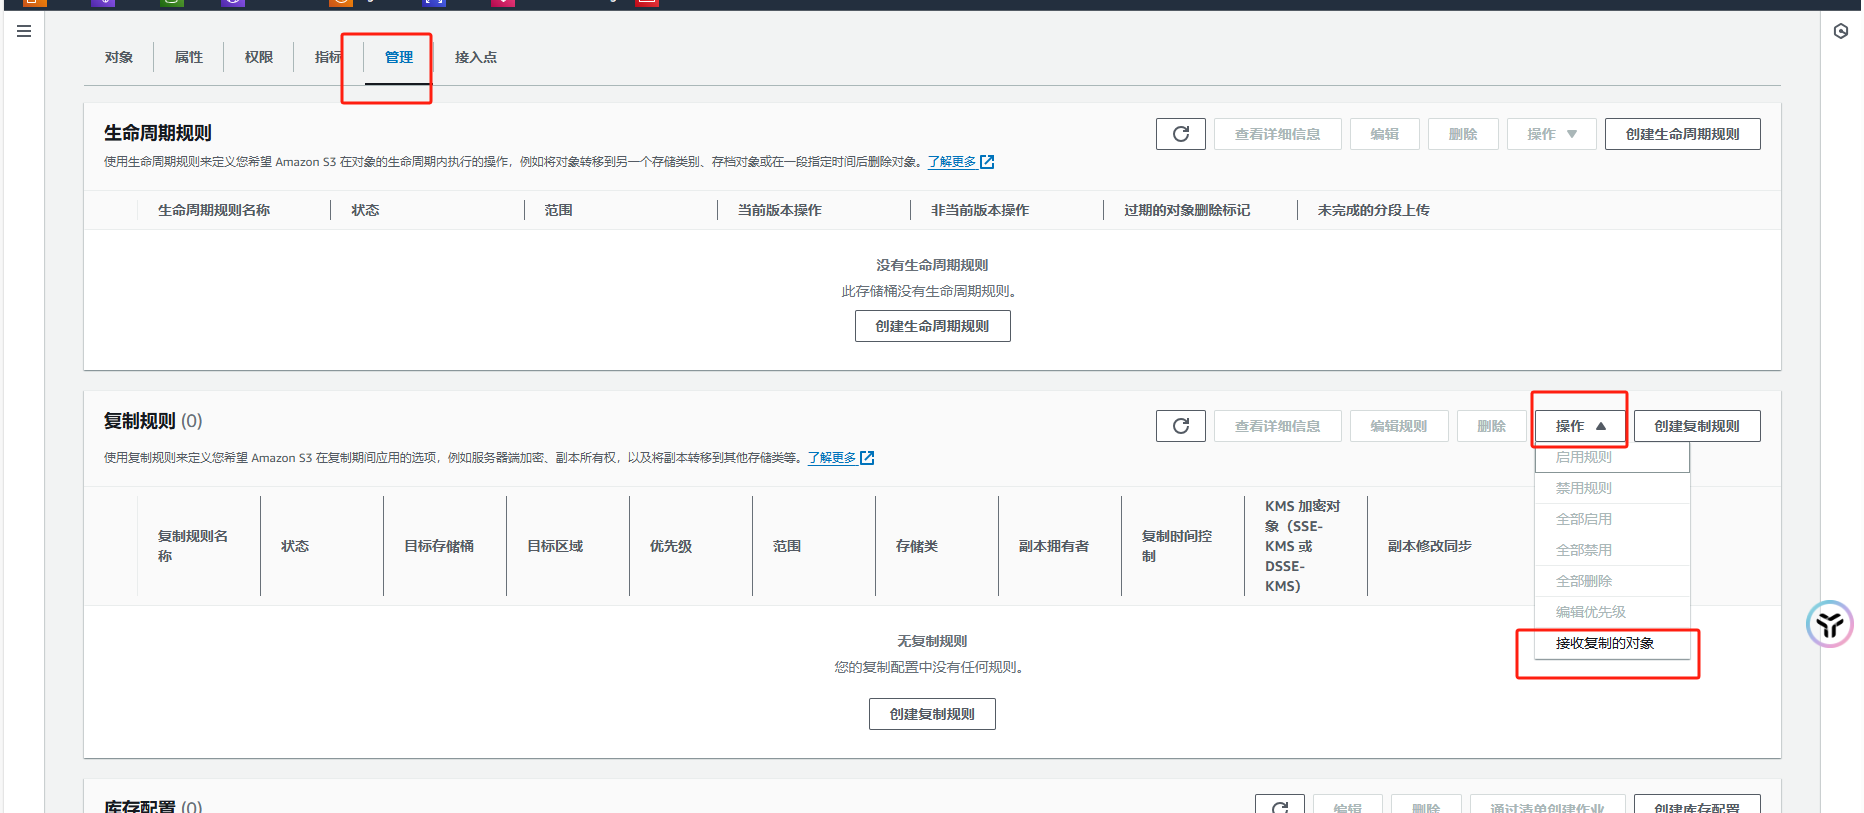 对象 属性 权限 指标 管理 接入点
生命周期规则
查看详细信息 编辑 删除 操作 创建生命周期规则
使用生命周期规则来定义您希望 Amazon S3 在对象的生命周期内执行的操作，例如将对象转移到另一个存储类别、存档对象或在一段指定时间后删除对象。了解更多
生命周期规则名称 状态 范围 当前版本操作 非当前版本操作 过期的对象删除标记 未完成的分段上传
没有生命周期规则
此存储桶没有生命周期规则。
创建生命周期规则
复制规则 (0)
查看详细信息 编辑规则 删除 操作 创建复制规则
使用复制规则来定义您希望 Amazon S3 在复制期间应用的选项，例如服务器端加密、副本所有权，以及将副本转移到其他存储类等。了解更多
启用规则
禁用规则
全部启用
全部禁用
全部删除
编辑优先级
接收复制的对象
复制规则名
称
状态
目标存储桶
目标区域
优先级
范围
存储类
副本拥有者
复制时间控
制
KMS 加密对
象（SSE-
KMS 或
DSSE-
KMS）
副本修改同步
无复制规则
您的复制配置中没有任何规则。
创建复制规则
库存配置 (0)
编辑 删除 通过清单创建作业 创建库存配置